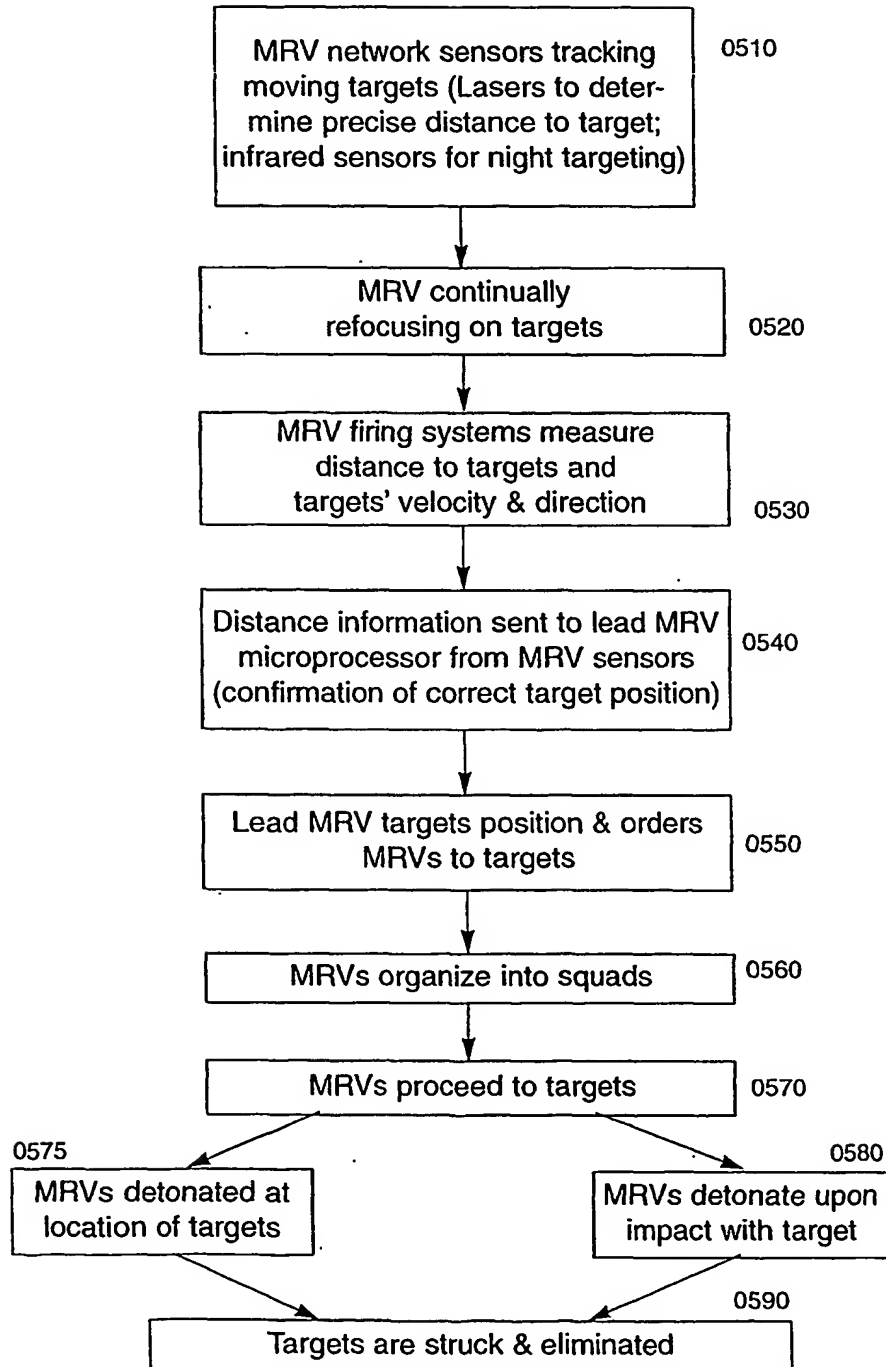 MRV network sensors tracking
moving targets (Lasers to deter-
mine precise distance to target;
infrared sensors for night targeting)
0510
MRV continually
refocusing on targets
0520
MRV firing systems measure
distance to targets and
targets' velocity & direction
0530
Distance information sent to lead MRV
microprocessor from MRV sensors
(confirmation of correct target position)
0540
Lead MRV targets position & orders
MRVs to targets
0550
MRVs organize into squads
0560
MRVs proceed to targets
0570
0575
MRVs detonated at
location of targets
0580
MRVs detonate upon
impact with target
0590
Targets are struck & eliminated